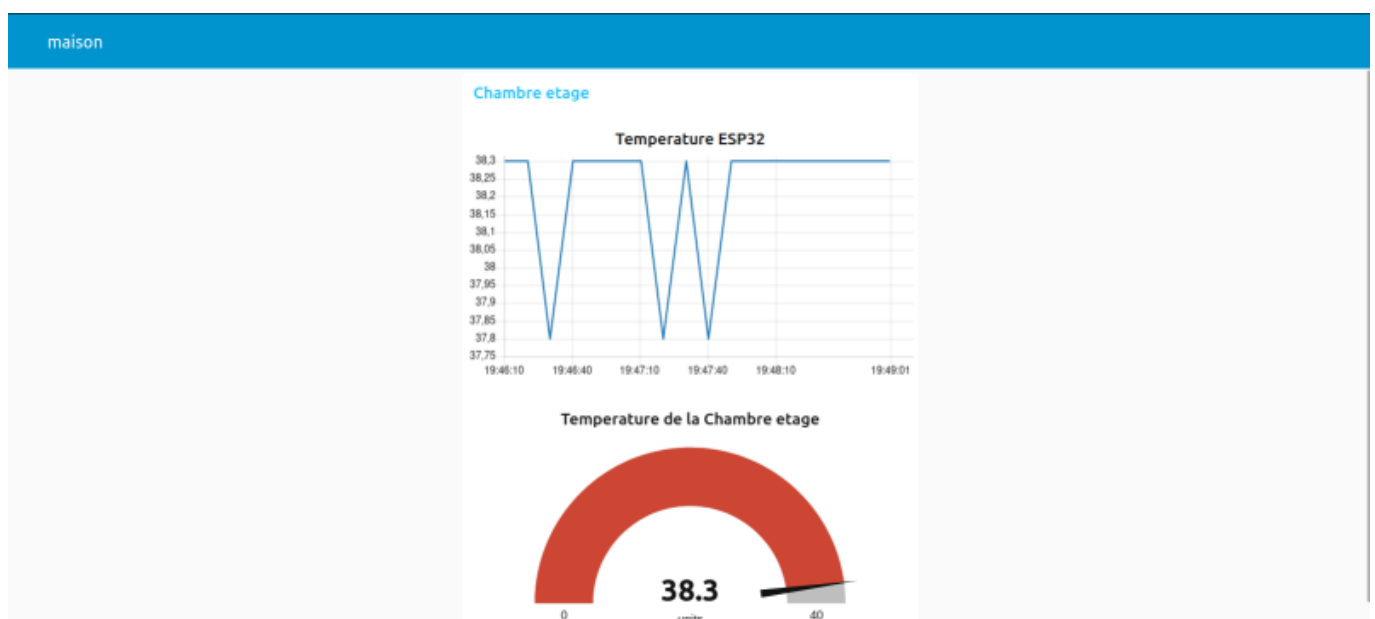 maison
Chambre etage
Temperature ESP32
38,3
38,25
38,2
38,15
38,1
38,05
38
37,95
37,9
37,85
37,8
37,75
19:46:10 19:46:40 19:47:10 19:47:40 19:48:10 19:49:01
Temperature de la Chambre etage
38.3
0 units 40